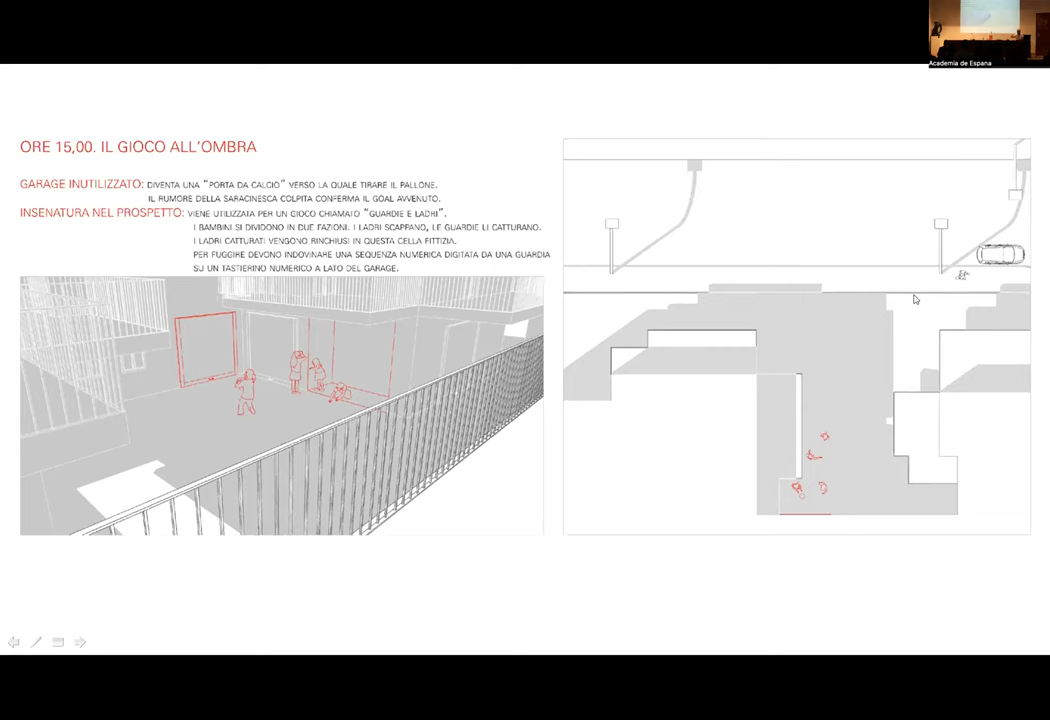 Academia de Espana
ORE 15,00. IL GIOCO ALL'OMBRA
GARAGE INUTILIZZATO: DIVENTA UNA "PORTA DA CALCIO" VERSO LA QUALE TIRARE IL PALLONE.
IL RUMORE DELLA SARACINESCA COLPITA CONFERMA IL GOAL AVVENUTO.
INSENATURA NEL PROSPETTO: VIENE UTILIZZATA PER UN GIOCO CHIAMATO "GUARDIE E LADRI".
I BAMBINI SI DIVIDONO IN DUE FAZIONI. I LADRI SCAPPANO, LE GUARDIE LI CATTURANO.
I LADRI CATTURATI VENGONO RINCHIUSI IN QUESTA CELLA FITTIZIA.
PER FUGGIRE DEVONO INDOVINARE UNA SEQUENZA NUMERICA DIGITATA DA UNA GUARDIA
SU UN TASTIERINO NUMERICO A LATO DEL GARAGE.